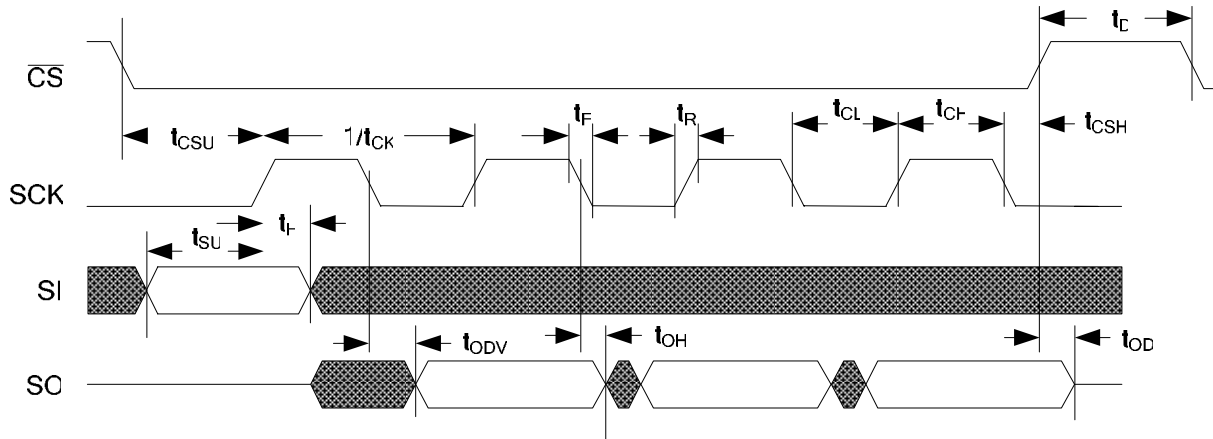 tD
CS
tF
tR
tCL
tCH
tCSU
1/tCK
tCSH
SCK
tH
tSU
SI
tODV
tOH
tOD
SO